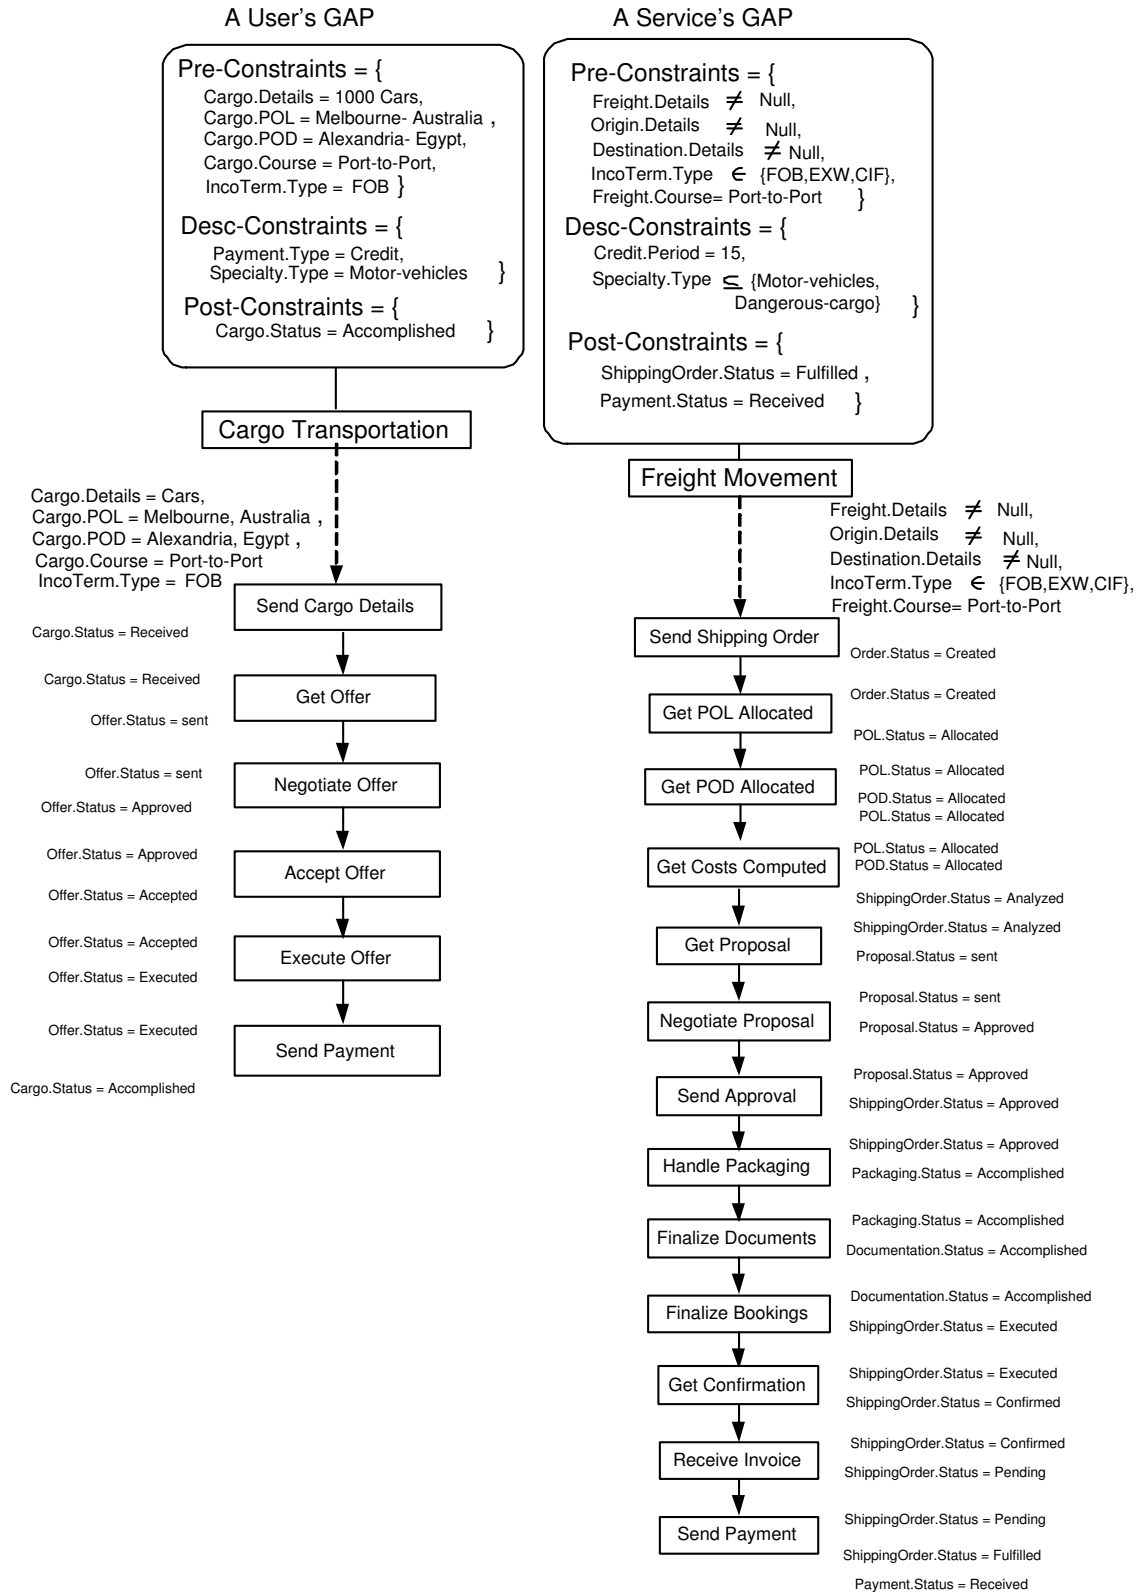 A User's GAP
Pre-Constraints = {
Cargo.Details = 1000 Cars,
Cargo.POL = Melbourne- Australia ,
Cargo.POD = Alexandria- Egypt,
Cargo.Course = Port-to-Port,
IncoTerm.Type = FOB }
Desc-Constraints = {
Payment.Type = Credit,
Specialty.Type = Motor-vehicles }
Post-Constraints = {
Cargo.Status = Accomplished }
Cargo Transportation
Cargo.Details = Cars,
Cargo.POL = Melbourne, Australia ,
Cargo.POD = Alexandria, Egypt ,
Cargo.Course = Port-to-Port
IncoTerm.Type = FOB
Send Cargo Details
Cargo.Status = Received
Cargo.Status = Received
Get Offer
Offer.Status = sent
Offer.Status = sent
Negotiate Offer
Offer.Status = Approved
Offer.Status = Approved
Accept Offer
Offer.Status = Accepted
Offer.Status = Accepted
Execute Offer
Offer.Status = Executed
Offer.Status = Executed
Send Payment
Cargo.Status = Accomplished
A Service's GAP
Pre-Constraints = {
Freight.Details ≠ Null,
Origin.Details ≠ Null,
Destination.Details ≠ Null,
IncoTerm.Type ∈ {FOB,EXW,CIF},
Freight.Course= Port-to-Port }
Desc-Constraints = {
Credit.Period = 15,
Specialty.Type ⊆ {Motor-vehicles,
Dangerous-cargo} }
Post-Constraints = {
ShippingOrder.Status = Fulfilled ,
Payment.Status = Received }
Freight Movement
Freight.Details ≠ Null,
Origin.Details ≠ Null,
Destination.Details ≠ Null,
IncoTerm.Type ∈ {FOB,EXW,CIF},
Freight.Course= Port-to-Port
Send Shipping Order
Order.Status = Created
Order.Status = Created
Get POL Allocated
POL.Status = Allocated
POL.Status = Allocated
Get POD Allocated
POD.Status = Allocated
POL.Status = Allocated
POL.Status = Allocated
POD.Status = Allocated
Get Costs Computed
ShippingOrder.Status = Analyzed
ShippingOrder.Status = Analyzed
Get Proposal
Proposal.Status = sent
Proposal.Status = sent
Negotiate Proposal
Proposal.Status = Approved
Proposal.Status = Approved
Send Approval
ShippingOrder.Status = Approved
ShippingOrder.Status = Approved
Handle Packaging
Packaging.Status = Accomplished
Packaging.Status = Accomplished
Finalize Documents
Documentation.Status = Accomplished
Documentation.Status = Accomplished
Finalize Bookings
ShippingOrder.Status = Executed
ShippingOrder.Status = Executed
Get Confirmation
ShippingOrder.Status = Confirmed
ShippingOrder.Status = Confirmed
Receive Invoice
ShippingOrder.Status = Pending
ShippingOrder.Status = Pending
Send Payment
ShippingOrder.Status = Fulfilled
Payment.Status = Received